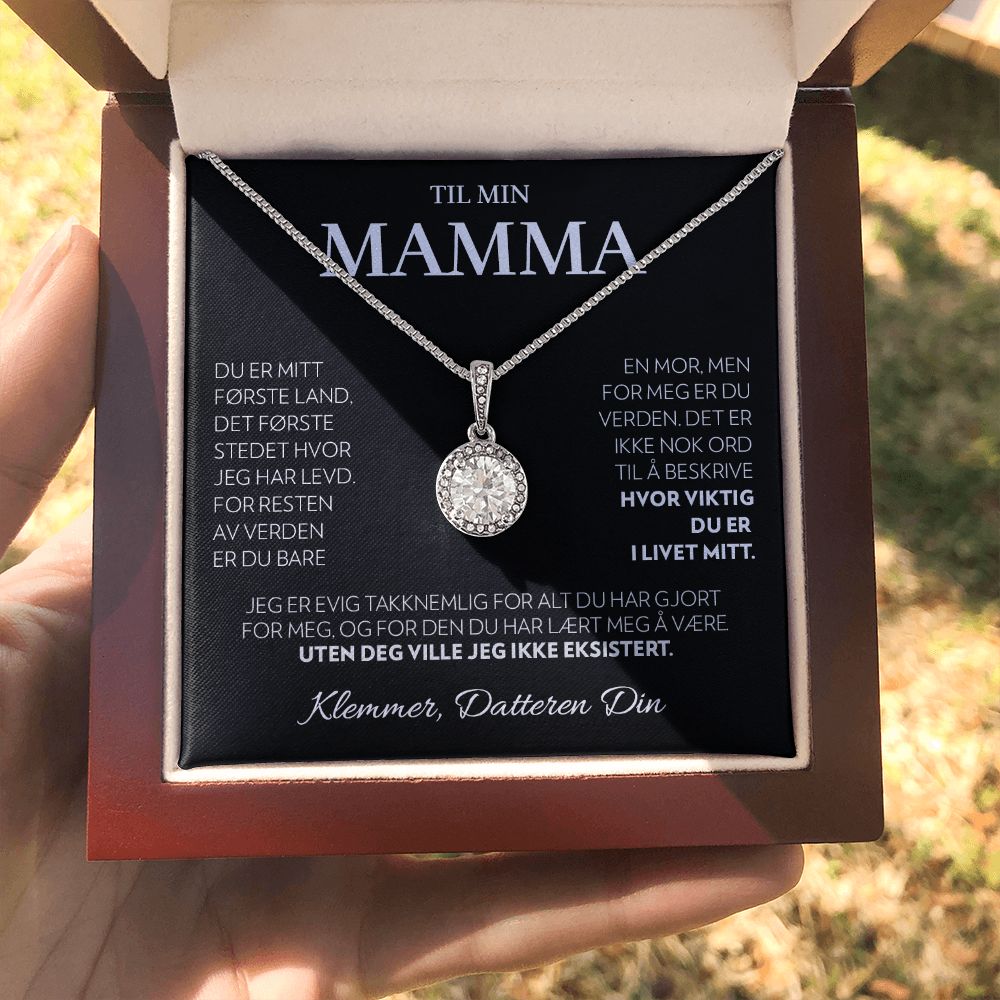 TIL MIN
MAMMA
DU ER MITT
FØRSTE LAND,
DET FØRSTE
STEDET HVOR
JEG HAR LEVD.
FOR RESTEN
AV VERDEN
ER DU BARE
EN MOR, MEN
FOR MEG ER DU
VERDEN. DET ER
IKKE NOK ORD
TIL Å BESKRIVE
HVOR VIKTIG
DU ER
I LIVET MITT.
JEG ER EVIG TAKKNEMLIG FOR ALT DU HAR GJORT
FOR MEG, OG FOR DEN DU HAR LÆRT MEG Å VÆRE.
UTEN DEG VILLE JEG IKKE EKSISTERT.
Klemmer, Datteren Din